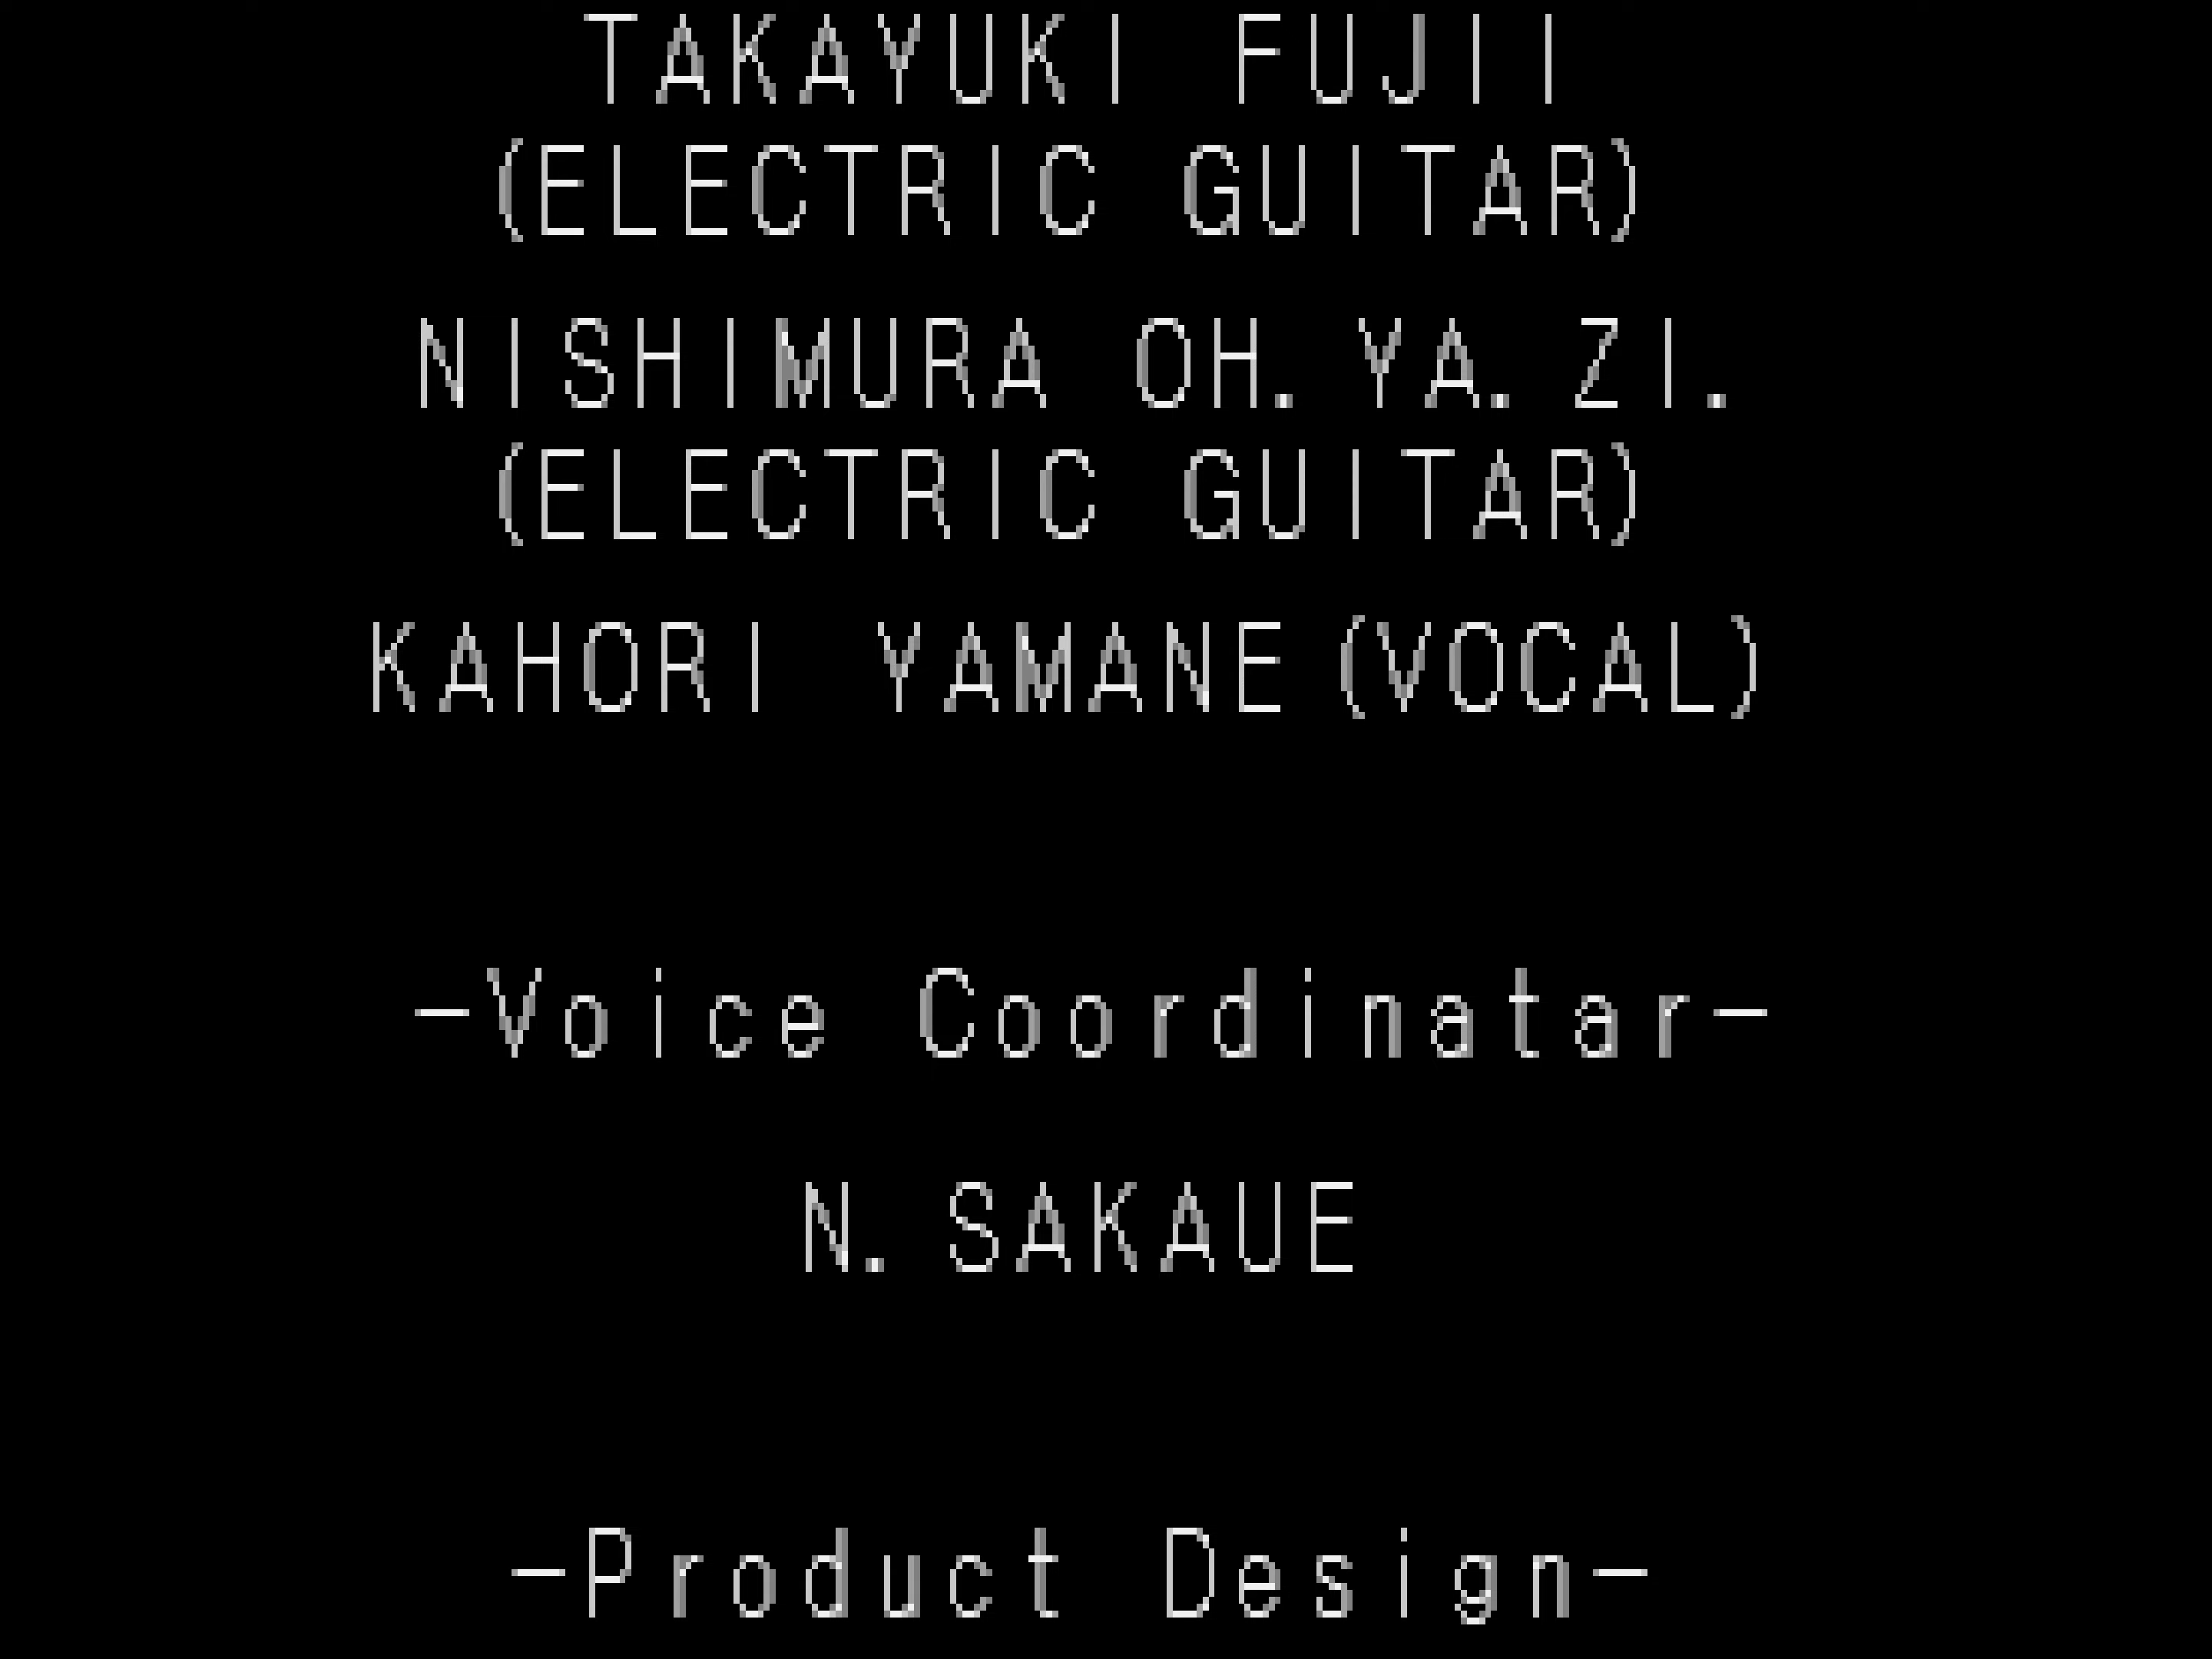 TAKAYUKI FUJII
(ELECTRIC GUITAR)
NISHIMURA OH. YA. ZI.
(ELECTRIC GUITAR)
KAHORI YAMANE (VOCAL)
-Voice Coordinatar-
N. SAKAUE
-Product Design-